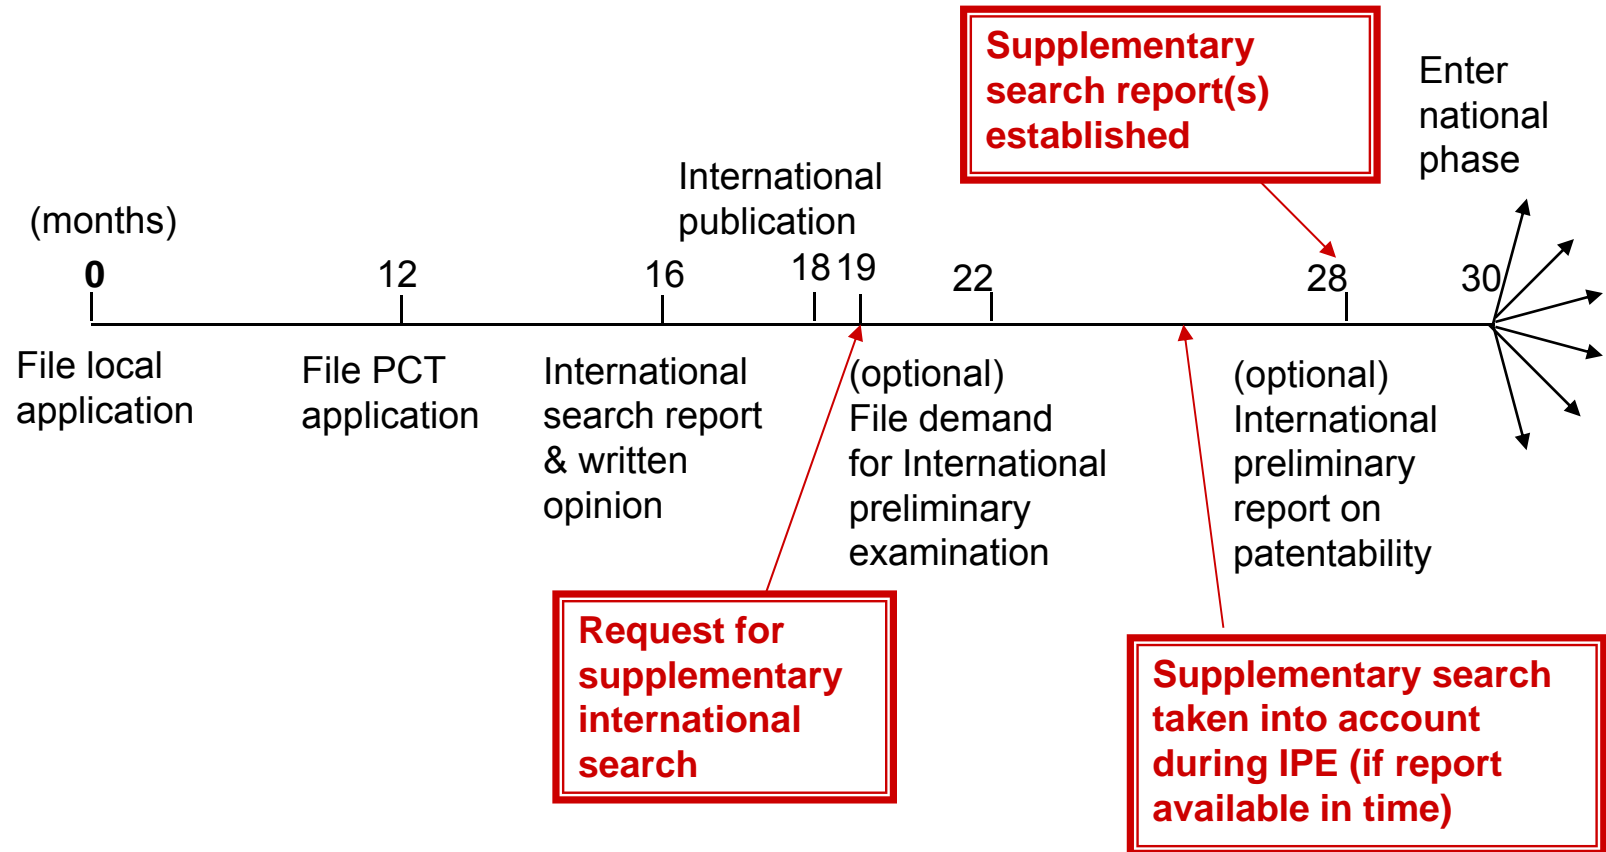 Supplementary
search report(s)
established
Enter
national
phase
International
publication
(months)
0
12
16
18
19
22
28
30
File local
application
File PCT
application
International
search report
& written
opinion
(optional)
File demand
for International
preliminary
examination
(optional)
International
preliminary
report on
patentability
Request for
supplementary
international
search
Supplementary search
taken into account
during IPE (if report
available in time)